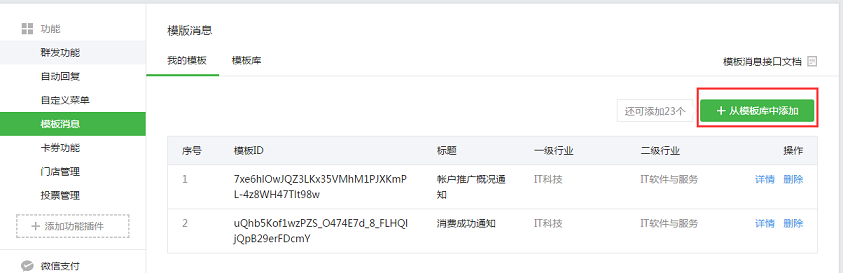 功能
群发功能
自动回复
自定义菜单
模板消息
卡券功能
门店管理
投票管理
添加功能插件
微信支付
模版消息
我的模板 模板库 模板消息接口文档
还可添加23个 从模板库中添加
序号 模板ID 标题 一级行业 二级行业 操作
1 7xe6hIOwJQZ3LKx35VMhM1PJXKmP 帐户推广概况通 IT科技 IT软件与服务 详情 删除
L-4z8WH47TIt98w 知
2 uQhb5Kof1wzPZS_O474E7d_8_FLHQI 消费成功通知 IT科技 IT软件与服务 详情 删除
jQpB29erFDcmY